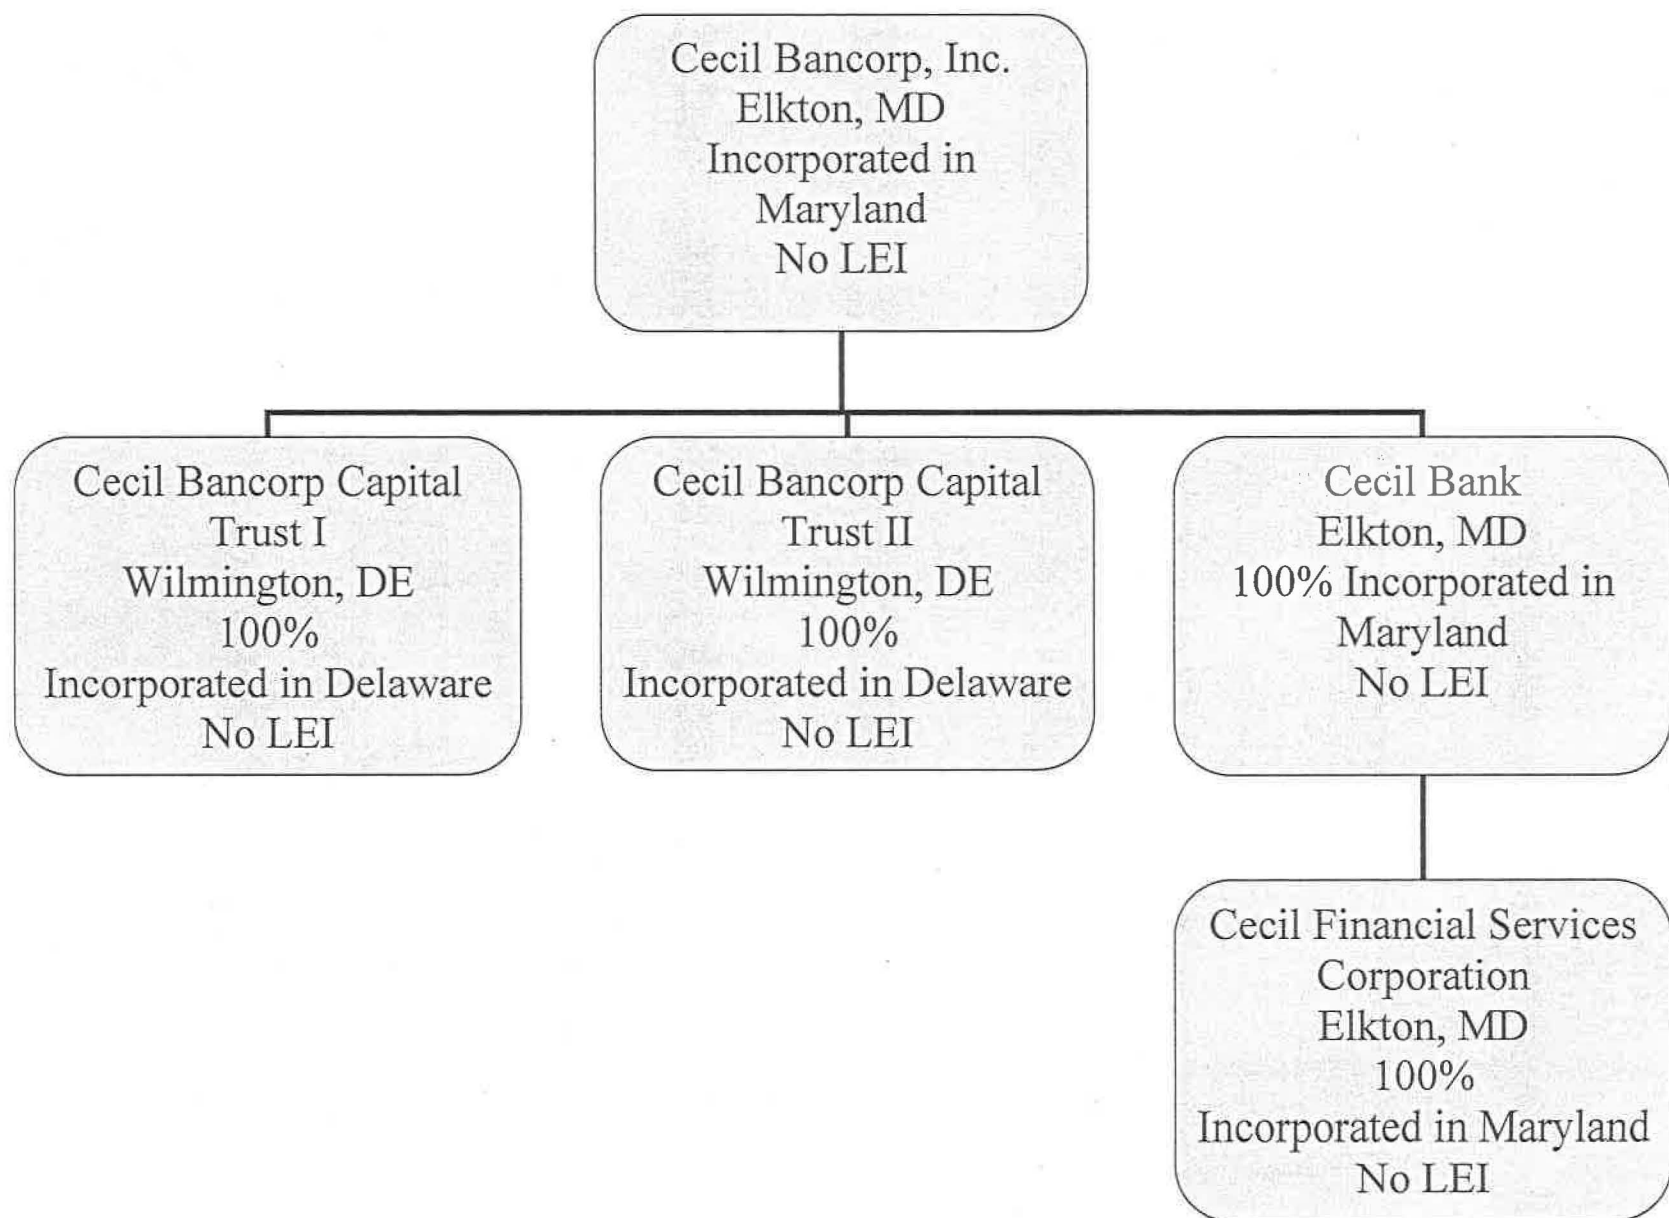 Cecil Bancorp, Inc.
Elkton, MD
Incorporated in
Maryland
No LEI
Cecil Bancorp Capital
Trust I
Wilmington, DE
100%
Incorporated in Delaware
No LEI
Cecil Bancorp Capital
Trust II
Wilmington, DE
100%
Incorporated in Delaware
No LEI
Cecil Bank
Elkton, MD
100% Incorporated in
Maryland
No LEI
Cecil Financial Services
Corporation
Elkton, MD
100%
Incorporated in Maryland
No LEI